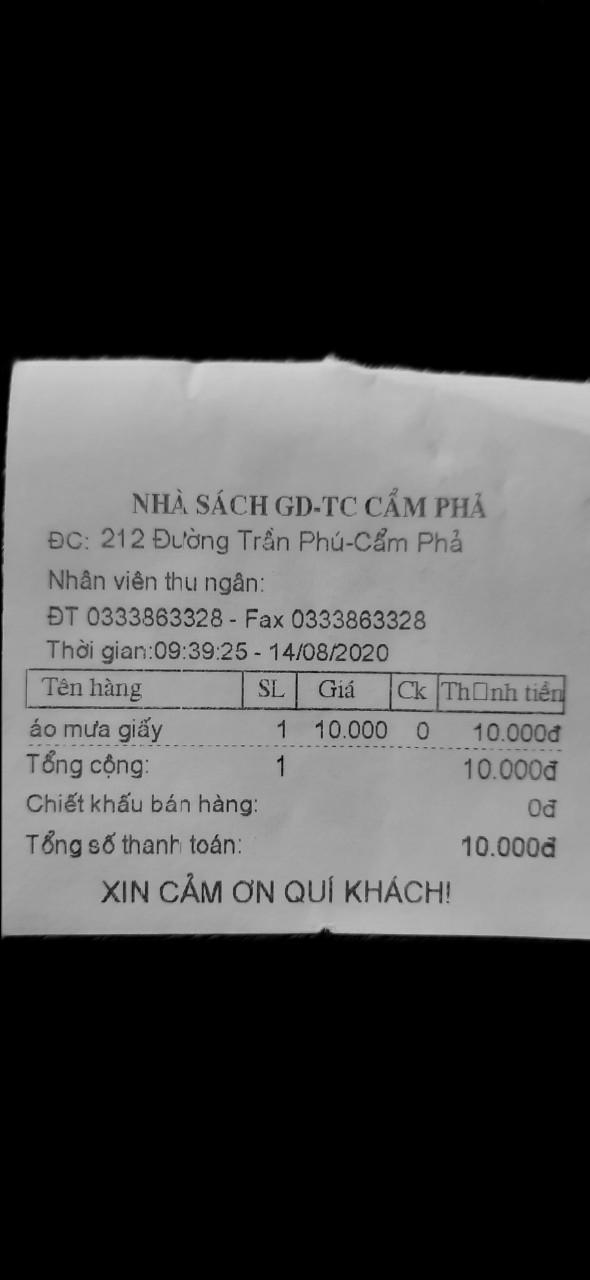 NHÀ SÁCH GD-TC CẨM PHẢ
ĐC: 212 Đường Trần Phú-Cẩm Phả
Nhân viên thu ngân:
ĐT 0333863328 - Fax 0333863328
Thời gian:09:39:25 - 14/08/2020
Tên hàng SL Giá Ck Th□nh tiền
áo mưa giấy 1 10.000 0 10.000đ
Tổng cộng: 1 10.000đ
Chiết khấu bán hàng: 0đ
Tổng số thanh toán: 10.000đ
XIN CẢM ƠN QUÍ KHÁCH!